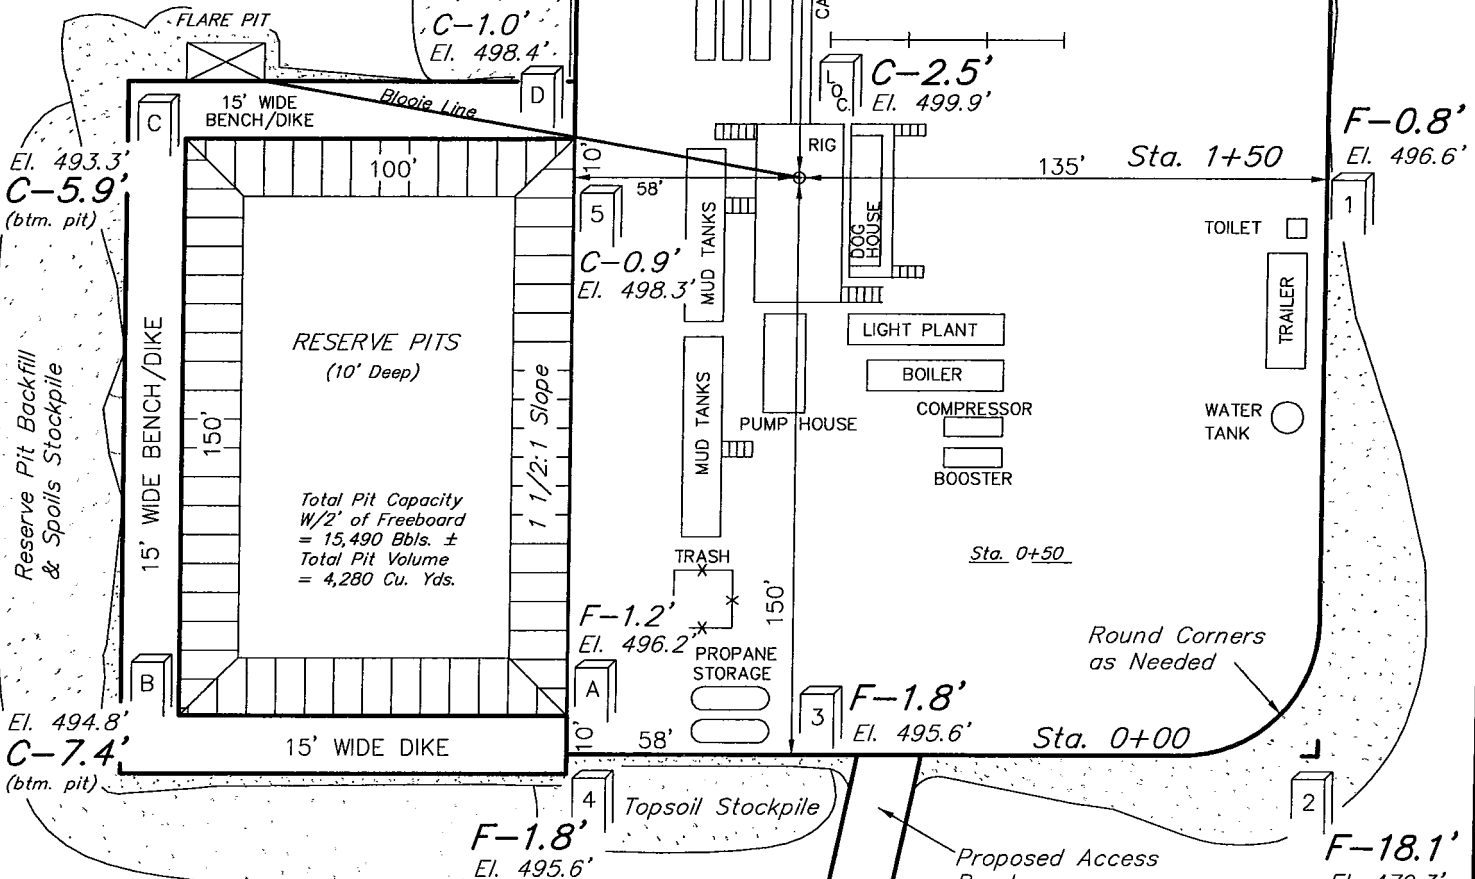 FLARE PIT
C-1.0'
El. 498.4'
CA
L
O
C.
C-2.5'
El. 499.9'
D
C
15' WIDE
BENCH/DIKE
Blooie Line
RIG
F-0.8'
El. 496.6'
El. 493.3'
C-5.9'
(btm. pit)
100'
10'
58'
135'
Sta. 1+50
5
1
DOG
HOUSE
TOILET
MUD TANKS
C-0.9'
El. 498.3'
TRAILER
LIGHT PLANT
RESERVE PITS
(10' Deep)
BOILER
Reserve Pit Backfill
& Spoils Stockpile
15' WIDE BENCH/DIKE
150'
1 1/2:1 Slope
MUD TANKS
PUMP HOUSE
COMPRESSOR
WATER
TANK
BOOSTER
Total Pit Capacity
W/2' of Freeboard
= 15,490 Bbls. ±
Total Pit Volume
= 4,280 Cu. Yds.
TRASH
Sta. 0+50
150'
F-1.2'
El. 496.2'
PROPANE
STORAGE
Round Corners
as Needed
B
A
3
F-1.8'
El. 495.6'
El. 494.8'
C-7.4'
(btm. pit)
15' WIDE DIKE
10'
58'
Sta. 0+00
4
Topsoil Stockpile
2
F-1.8'
El. 495.6'
Proposed Access
F-18.1'